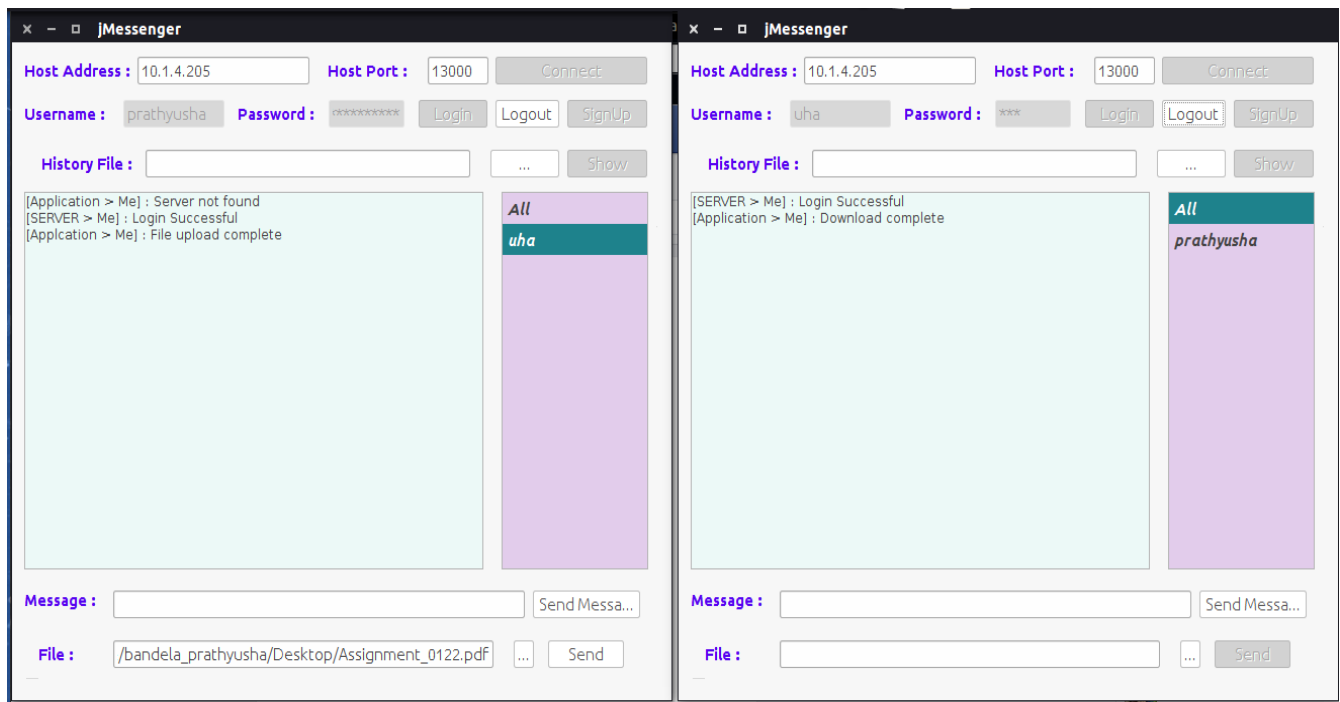 x – □ jMessenger
Host Address : 10.1.4.205 Host Port : 13000 Connect
Username : prathyusha Password : ********** Login Logout SignUp
History File : ... Show
[Application > Me] : Server not found
[SERVER > Me] : Login Successful
[Applcation > Me] : File upload complete
All
uha
Message : Send Messa...
File : /bandela_prathyusha/Desktop/Assignment_0122.pdf ... Send
x – □ jMessenger
Host Address : 10.1.4.205 Host Port : 13000 Connect
Username : uha Password : *** Login Logout SignUp
History File : ... Show
[SERVER > Me] : Login Successful
[Application > Me] : Download complete
All
prathyusha
Message : Send Messa...
File : ... Send